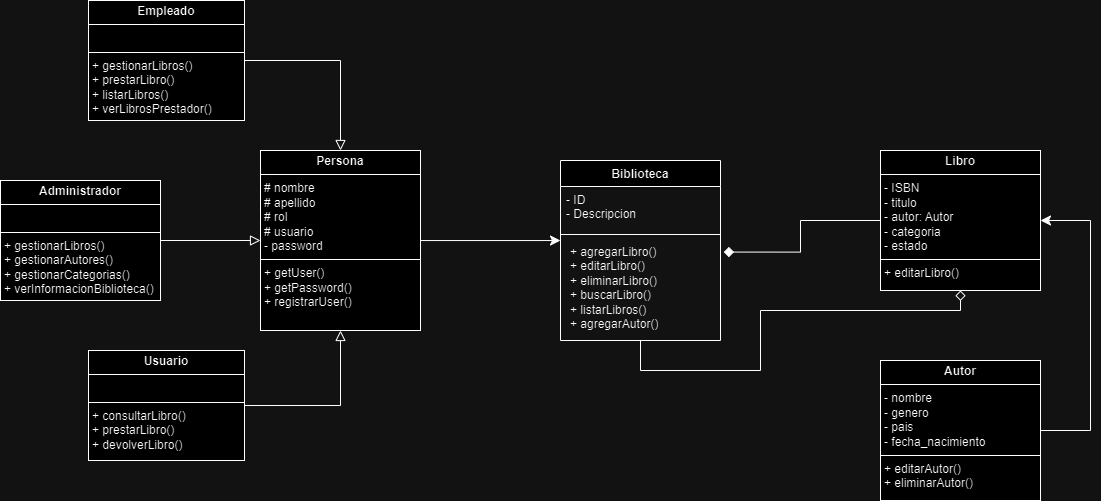 Empleado
+ gestionarLibros()
+ prestarLibro()
+ listarLibros()
+ verLibrosPrestador()
Administrador
+ gestionarLibros()
+ gestionarAutores()
+ gestionarCategorias()
+ verInformacionBiblioteca()
Usuario
+ consultarLibro()
+ prestarLibro()
+ devolverLibro()
Persona
# nombre
# apellido
# rol
# usuario
- password
+ getUser()
+ getPassword()
+ registrarUser()
Biblioteca
- ID
- Descripcion
+ agregarLibro()
+ editarLibro()
+ eliminarLibro()
+ buscarLibro()
+ listarLibros()
+ agregarAutor()
Libro
- ISBN
- titulo
- autor: Autor
- categoria
- estado
+ editarLibro()
Autor
- nombre
- genero
- pais
- fecha_nacimiento
+ editarAutor()
+ eliminarAutor()